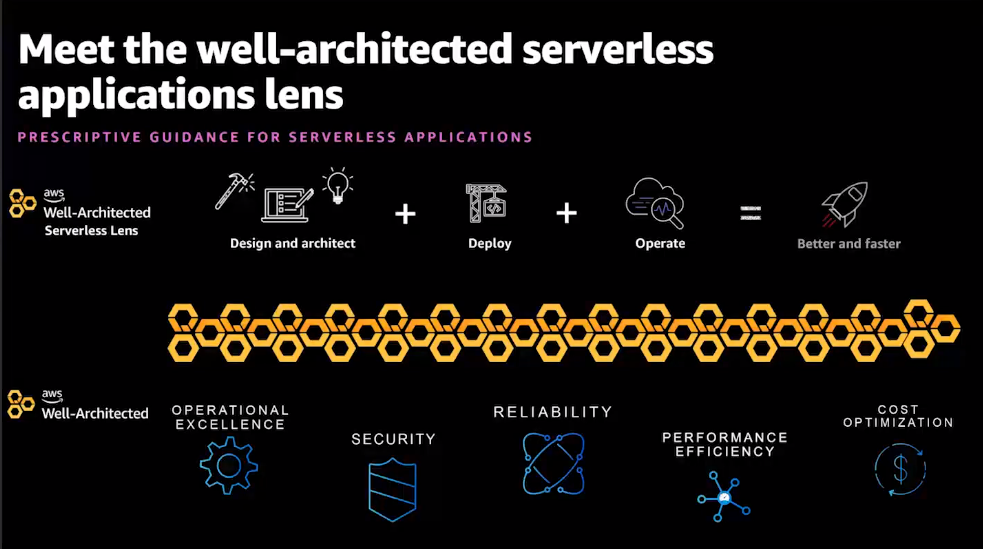 Meet the well-architected serverless
applications lens
PRESCRIPTIVE GUIDANCE FOR SERVERLESS APPLICATIONS
aws
Well-Architected
Serverless Lens
Design and architect
+
Deploy
+
Operate
=
Better and faster
aws
Well-Architected
OPERATIONAL
EXCELLENCE
SECURITY
RELIABILITY
PERFORMANCE
EFFICIENCY
COST
OPTIMIZATION
$